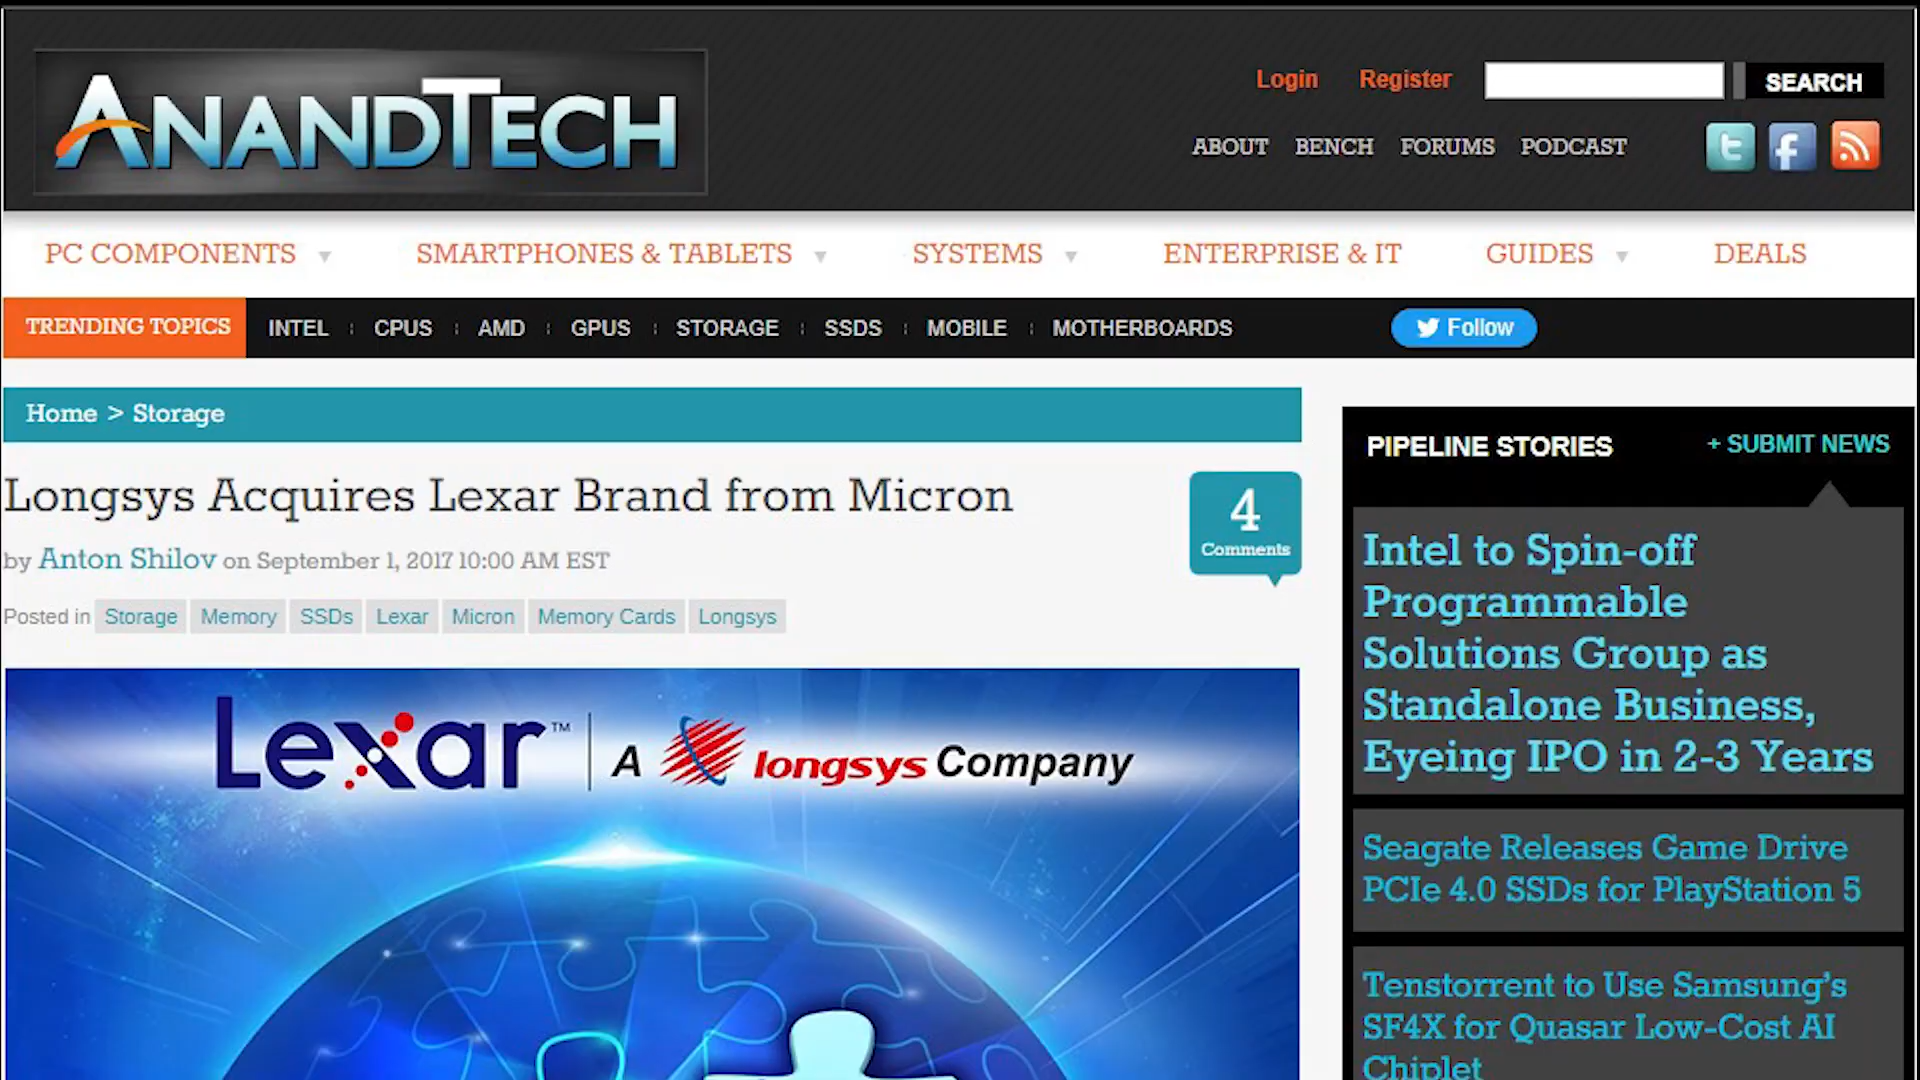 ANANDTECH
Login Register SEARCH
ABOUT BENCH FORUMS PODCAST
PC COMPONENTS SMARTPHONES & TABLETS SYSTEMS ENTERPRISE & IT GUIDES DEALS
TRENDING TOPICS INTEL CPUS AMD GPUS STORAGE SSDS MOBILE MOTHERBOARDS Follow
Home > Storage
Longsys Acquires Lexar Brand from Micron
by Anton Shilov on September 1, 2017 10:00 AM EST
4
Comments
Posted in Storage Memory SSDs Lexar Micron Memory Cards Longsys
Lexar™ A longsys Company
PIPELINE STORIES + SUBMIT NEWS
Intel to Spin-off
Programmable
Solutions Group as
Standalone Business,
Eyeing IPO in 2-3 Years
Seagate Releases Game Drive
PCIe 4.0 SSDs for PlayStation 5
Tenstorrent to Use Samsung's
SF4X for Quasar Low-Cost AI
Chiplet